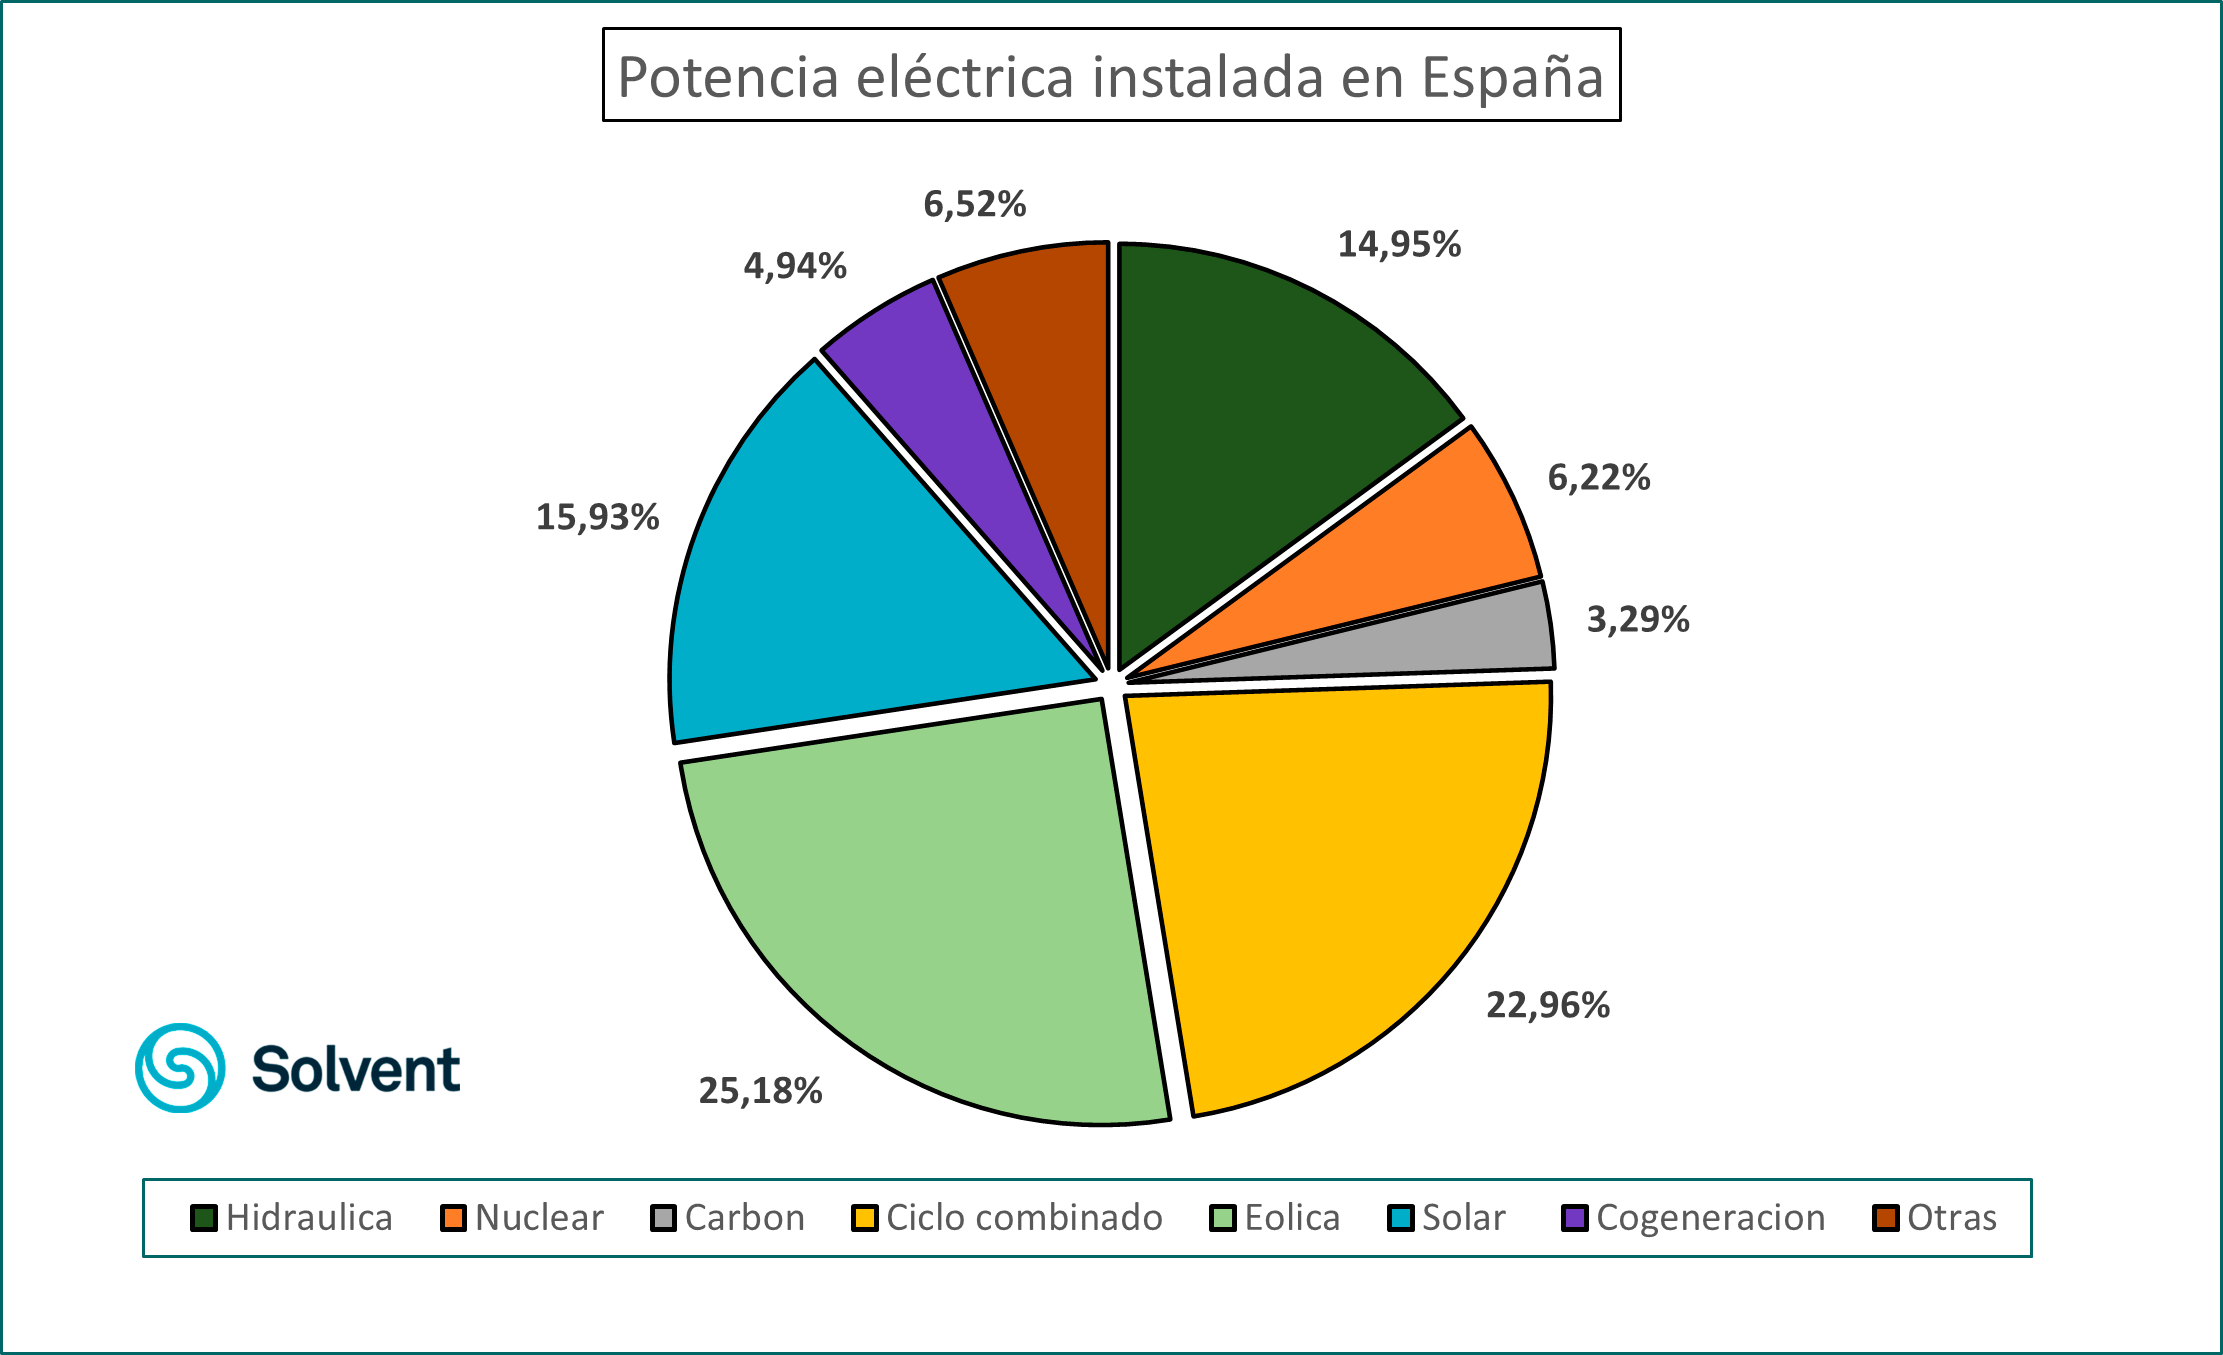 Potencia eléctrica instalada en España
6,52%
14,95%
4,94%
6,22%
15,93%
3,29%
22,96%
25,18%
Solvent
Hidraulica Nuclear Carbon Ciclo combinado Eolica Solar Cogeneracion Otras